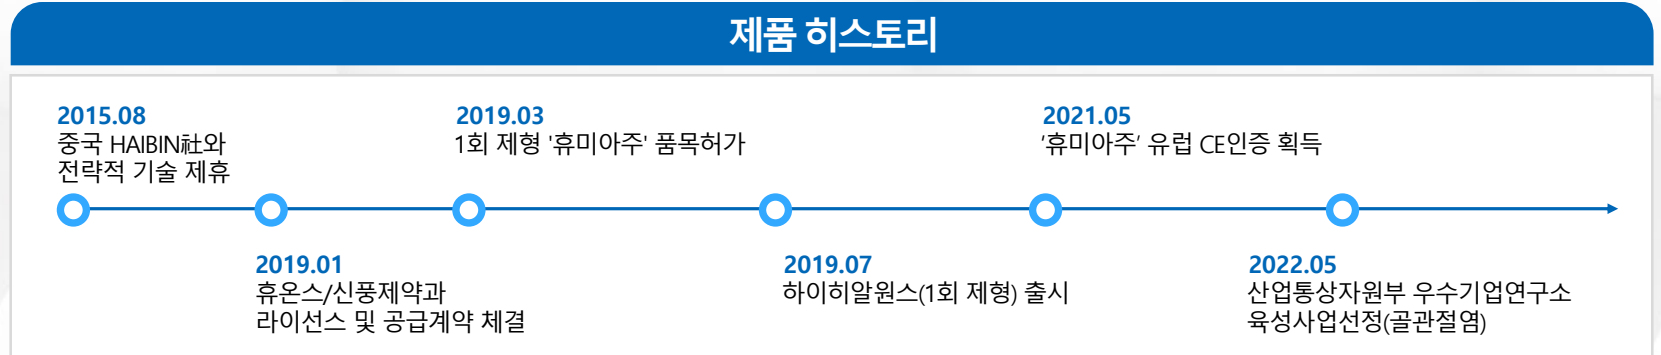 제품 히스토리
2015.08
중국 HAIBIN社와
전략적 기술 제휴
2019.01
휴온스/신풍제약과
라이선스 및 공급계약 체결
2019.03
1회 제형 '휴미아주' 품목허가
2019.07
하이히알원스(1회 제형) 출시
2021.05
‘휴미아주’ 유럽 CE인증 획득
2022.05
산업통상자원부 우수기업연구소
육성사업선정(골관절염)